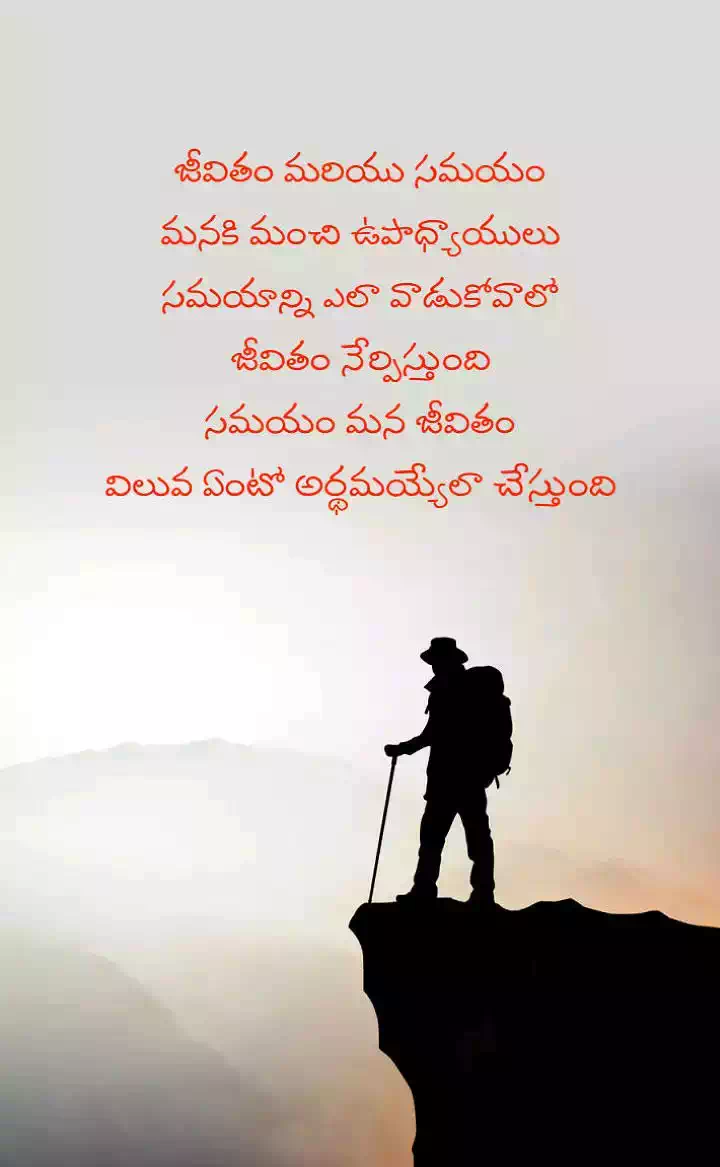 జీవితం మరియు సమయం
మనకి మంచి ఉపాధ్యాయులు
సమయాన్ని ఎలా వాడుకోవాలో
జీవితం నేర్పిస్తుంది
సమయం మన జీవితం
విలువ ఏంటో అర్థమయ్యేలా చేస్తుంది